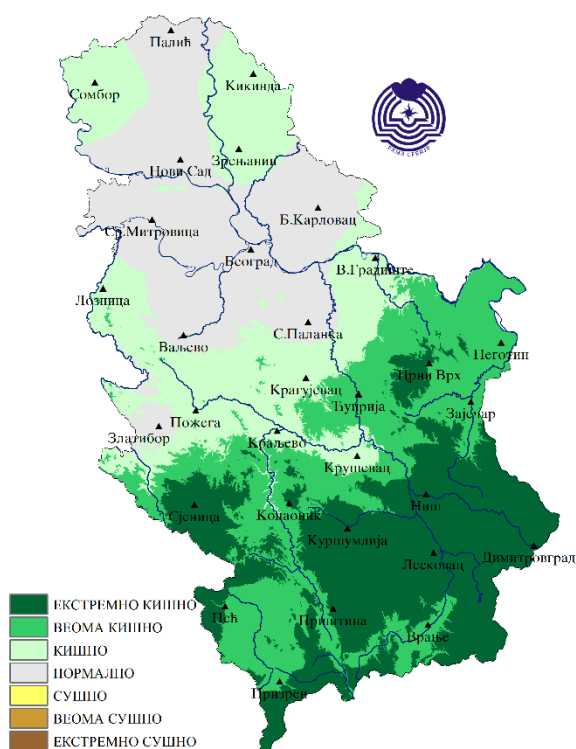 Палић
Сомбор
Кикинда
Зрењанин
Нови Сад
Б.Карловац
Ср.Митровица
Београд
В.Градиште
Лозница
С.Паланка
Ваљево
Неготин
Црни Врх
Крагујевац
Ћуприја
Зајечар
Пожега
Златибор
Краљево
Крушевац
Ниш
Сјеница
Копаоник
Куршумлија
Димитровград
Лесковац
Пећ
Приштина
Врање
Призрен
ЕКСТРЕМНО КИШНО
ВЕОМА КИШНО
КИШНО
НОРМАЛНО
СУШНО
ВЕОМА СУШНО
ЕКСТРЕМНО СУШНО